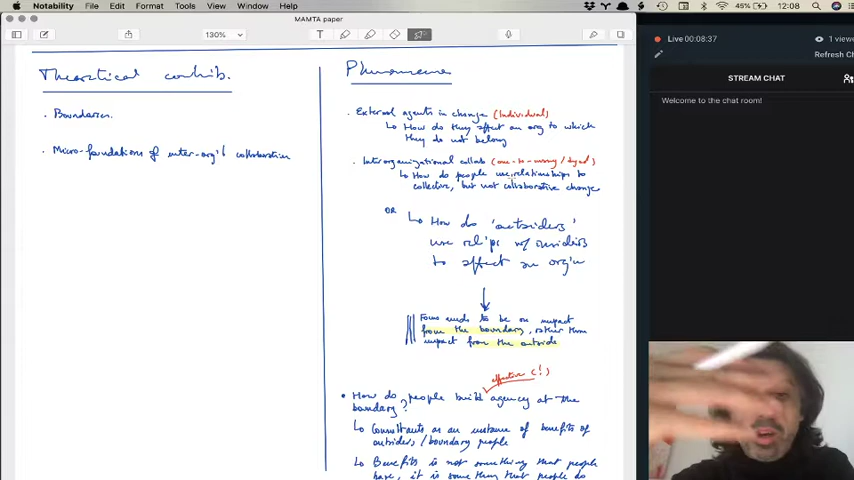 Notability File Edit Format Tools View Window Help
45% 12:08
MAMTA paper
130%
T
Theoretical contrib.
· Boundaries.
· Micro-foundations of inter-org'l collaboration
Phenomena
· External agents in change (Individual)
How do they affect an org to which
they do not belong
· Interorganizational collab (one-to-many/dyad)
How do people use relationships to
collective, but not collaborative change
OR
How do 'outsiders'
use rel'ps w/ insiders
to affect an org'n
Focus needs to be on impact
from the boundary, rather than
impact from the outside
effective (!)
• How do people build agency at the
boundary?
Consultants as an instance of benefits of
outsiders/boundary people
Benefits is not something that people
have, it is something that people do
Live 00:08:37
1 viewe
Refresh C
STREAM CHAT
Welcome to the chat room!